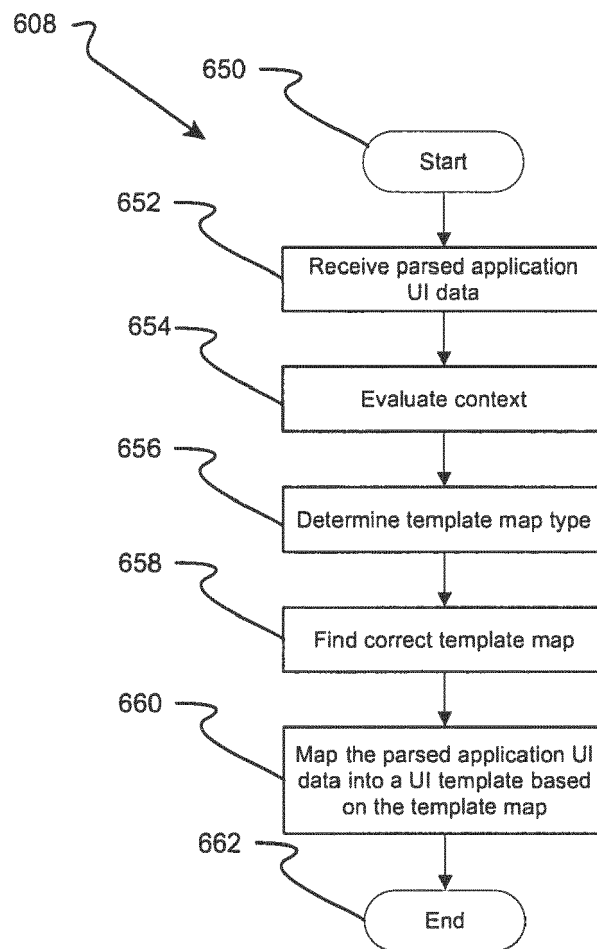 608
650
Start
652
Receive parsed application
UI data
654
Evaluate context
656
Determine template map type
658
Find correct template map
660
Map the parsed application UI
data into a UI template based
on the template map
662
End